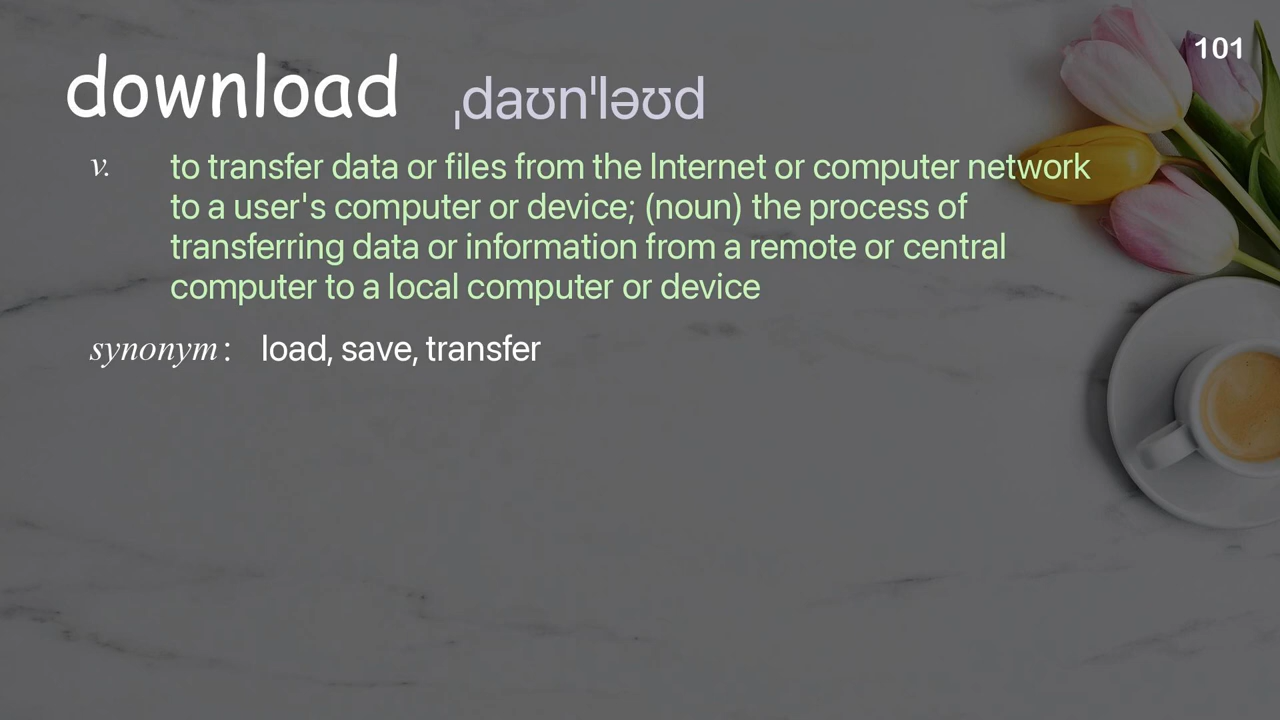 101
download ˌdaʊn'ləʊd
v. to transfer data or files from the Internet or computer network
to a user's computer or device; (noun) the process of
transferring data or information from a remote or central
computer to a local computer or device
synonym: load, save, transfer